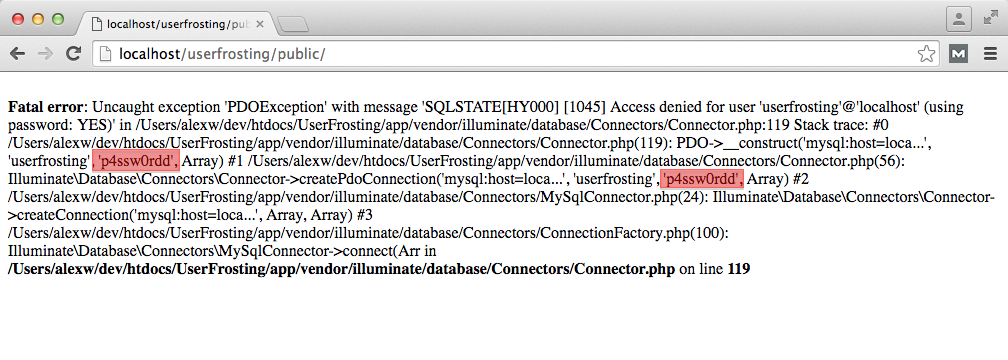 localhost/userfrosting/pub
localhost/userfrosting/public/
Fatal error: Uncaught exception 'PDOException' with message 'SQLSTATE[HY000] [1045] Access denied for user 'userfrosting'@'localhost' (using
password: YES)' in /Users/alexw/dev/htdocs/UserFrosting/app/vendor/illuminate/database/Connectors/Connector.php:119 Stack trace: #0
/Users/alexw/dev/htdocs/UserFrosting/app/vendor/illuminate/database/Connectors/Connector.php(119): PDO->__construct('mysql:host=loca...',
'userfrosting', 'p4ssw0rdd', Array) #1 /Users/alexw/dev/htdocs/UserFrosting/app/vendor/illuminate/database/Connectors/Connector.php(56):
Illuminate\Database\Connectors\Connector->createPdoConnection('mysql:host=loca...', 'userfrosting', 'p4ssw0rdd', Array) #2
/Users/alexw/dev/htdocs/UserFrosting/app/vendor/illuminate/database/Connectors/MySqlConnector.php(24): Illuminate\Database\Connectors\Connector-
>createConnection('mysql:host=loca...', Array, Array) #3
/Users/alexw/dev/htdocs/UserFrosting/app/vendor/illuminate/database/Connectors/ConnectionFactory.php(100):
Illuminate\Database\Connectors\MySqlConnector->connect(Arr in
/Users/alexw/dev/htdocs/UserFrosting/app/vendor/illuminate/database/Connectors/Connector.php on line 119